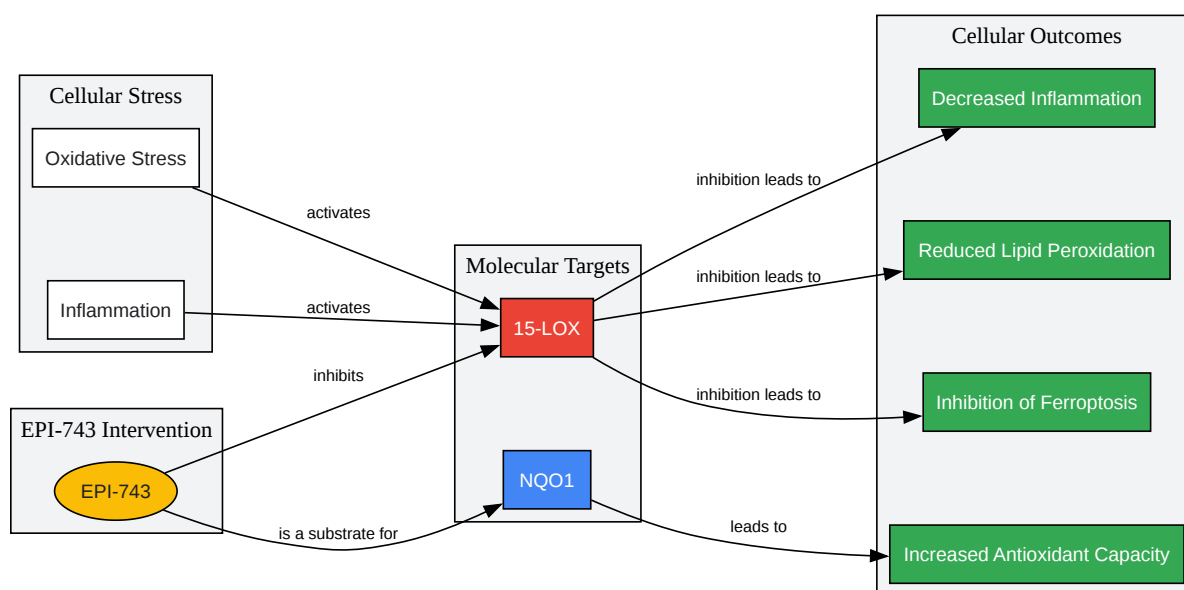 Cellular Stress
Oxidative Stress
Inflammation
EPI-743 Intervention
EPI-743
activates
activates
inhibits
is a substrate for
Molecular Targets
15-LOX
NQO1
inhibition leads to
inhibition leads to
inhibition leads to
leads to
Cellular Outcomes
Decreased Inflammation
Reduced Lipid Peroxidation
Inhibition of Ferroptosis
Increased Antioxidant Capacity